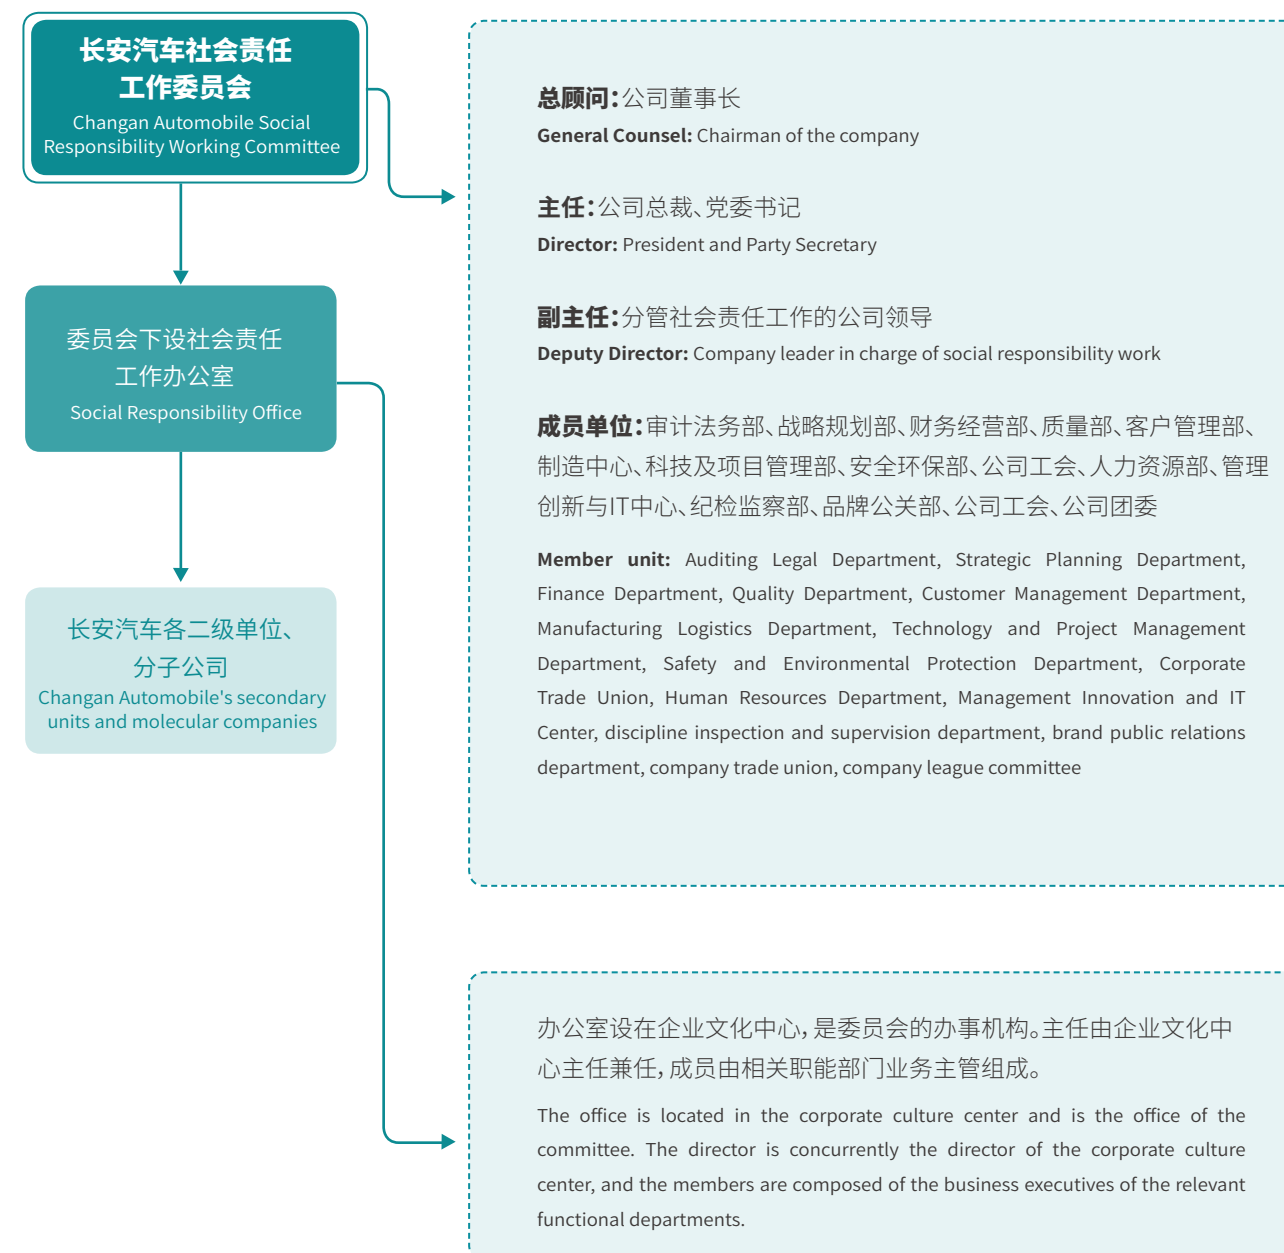 长安汽车社会责任
工作委员会
Changan Automobile Social
Responsibility Working Committee
委员会下设社会责任
工作办公室
Social Responsibility Office
长安汽车各二级单位、
分子公司
Changan Automobile's secondary
units and molecular companies
总顾问：公司董事长
General Counsel: Chairman of the company
主任：公司总裁、党委书记
Director: President and Party Secretary
副主任：分管社会责任工作的公司领导
Deputy Director: Company leader in charge of social responsibility work
成员单位：审计法务部、战略规划部、财务经营部、质量部、客户管理部、
制造中心、科技及项目管理部、安全环保部、公司工会、人力资源部、管理
创新与IT中心、纪检监察部、品牌公关部、公司工会、公司团委
Member unit: Auditing Legal Department, Strategic Planning Department,
Finance Department, Quality Department, Customer Management Department,
Manufacturing Logistics Department, Technology and Project Management
Department, Safety and Environmental Protection Department, Corporate
Trade Union, Human Resources Department, Management Innovation and IT
Center, discipline inspection and supervision department, brand public relations
department, company trade union, company league committee
办公室设在企业文化中心，是委员会的办事机构。主任由企业文化中
心主任兼任，成员由相关职能部门业务主管组成。
The office is located in the corporate culture center and is the office of the
committee. The director is concurrently the director of the corporate culture
center, and the members are composed of the business executives of the relevant
functional departments.